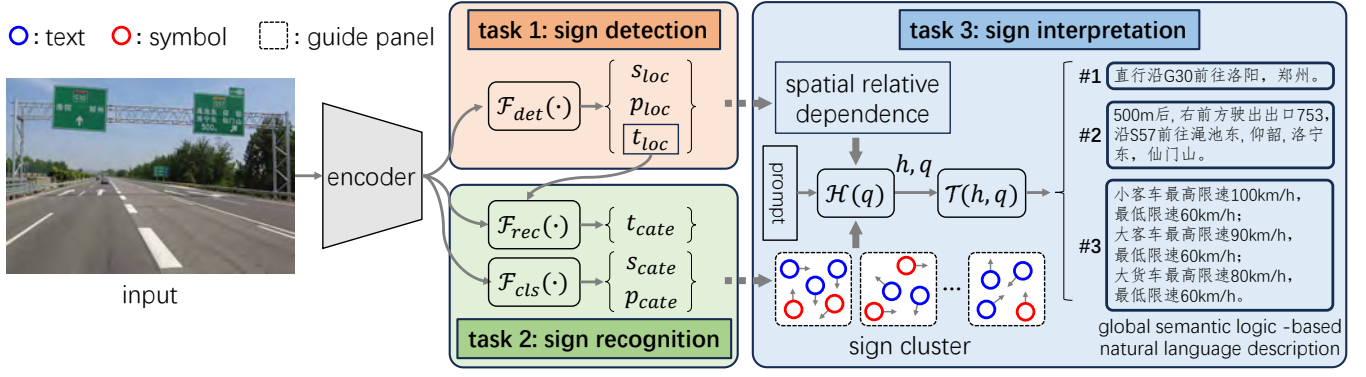 : text
: symbol
: guide panel
task 1: sign detection
task 3: sign interpretation
task 2: sign recognition
input
encoder
ℱ_det(·)
s_loc
p_loc
t_loc
ℱ_rec(·)
t_cate
ℱ_cls(·)
s_cate
p_cate
spatial relative
dependence
prompt
ℋ(q)
h, q
𝒯(h, q)
sign cluster
...
#1
直行沿G30前往洛阳，郑州。
#2
500m后, 右前方驶出出口753,
沿S57前往渑池东, 仰韶, 洛宁
东，仙门山。
#3
小客车最高限速100km/h,
最低限速60km/h;
大客车最高限速90km/h,
最低限速60km/h;
大货车最高限速80km/h,
最低限速60km/h。
global semantic logic -based
natural language description
洛阳 郑州
G30
S57
500m